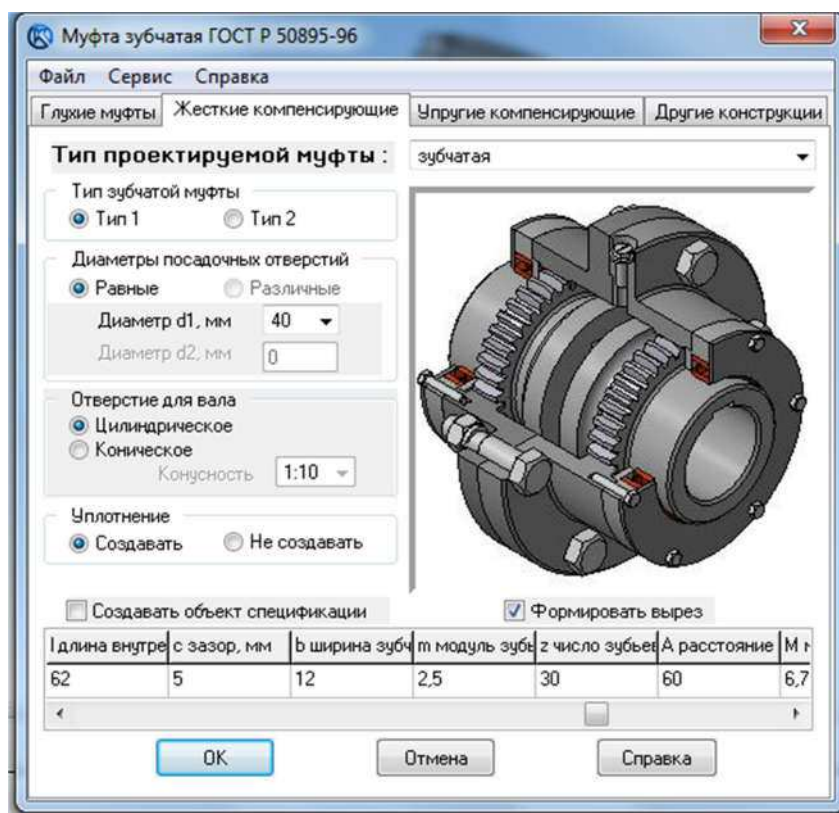 Муфта зубчатая ГОСТ Р 50895-96
Файл Сервис Справка
Глухие муфты Жесткие компенсирующие Упругие компенсирующие Другие конструкции
Тип проектируемой муфты : зубчатая
Тип зубчатой муфты
Тип 1 Тип 2
Диаметры посадочных отверстий
Равные Различные
Диаметр d1, мм 40
Диаметр d2, мм 0
Отверстие для вала
Цилиндрическое
Коническое
Конусность 1:10
Уплотнение
Создавать Не создавать
Создавать объект спецификации Формировать вырез
l длина внутре c зазор, мм b ширина зубч m модуль зубь z число зубьев A расстояние М
62 5 12 2,5 30 60 6,7
OK Отмена Справка